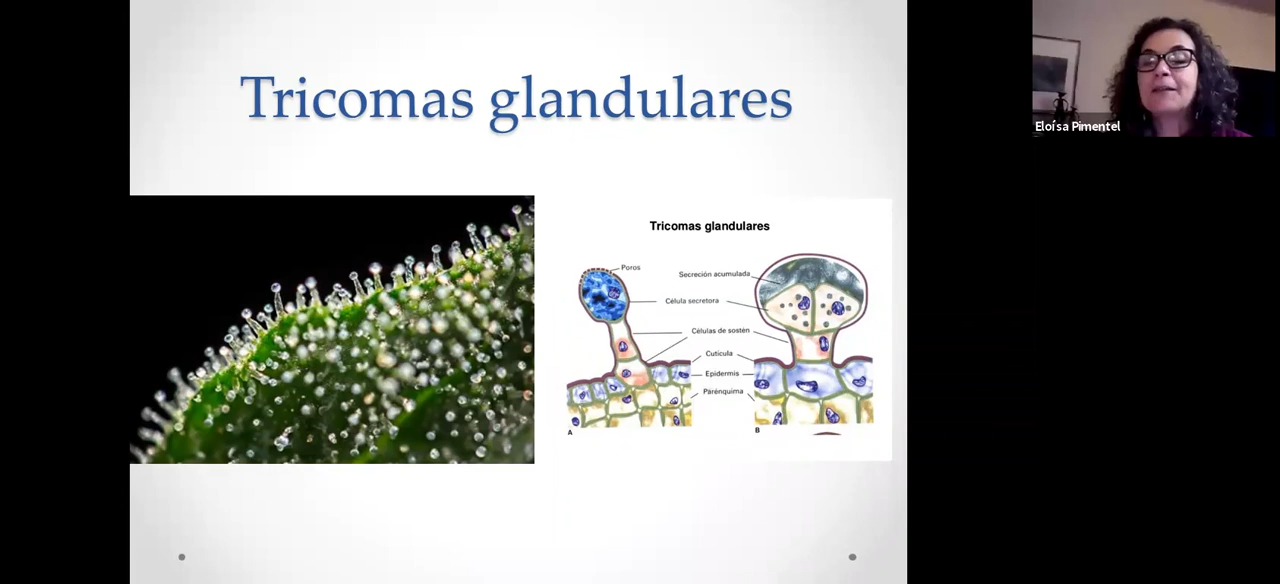 Tricomas glandulares
Eloísa Pimentel
Tricomas glandulares
Poros
Secreción acumulada
Célula secretora
Células de sostén
Cutícula
Epidermis
Parénquima
A
B